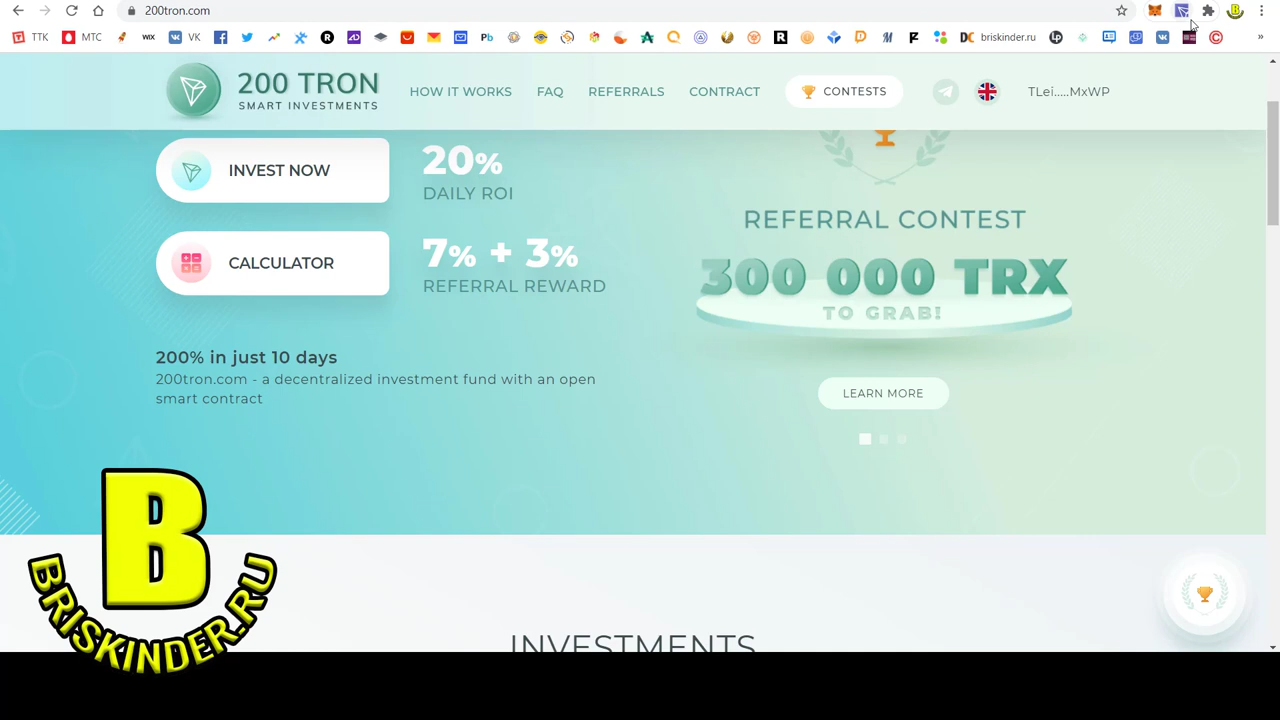 200tron.com
TTK
МТС
WIX
VK
briskinder.ru
200 TRON
SMART INVESTMENTS
HOW IT WORKS
FAQ
REFERRALS
CONTRACT
CONTESTS
TLei.....MxWP
INVEST NOW
20%
DAILY ROI
CALCULATOR
7% + 3%
REFERRAL REWARD
200% in just 10 days
200tron.com - a decentralized investment fund with an open
smart contract
REFERRAL CONTEST
300 000 TRX
TO GRAB!
LEARN MORE
INVESTMENTS
B
BRISKINDER.RU